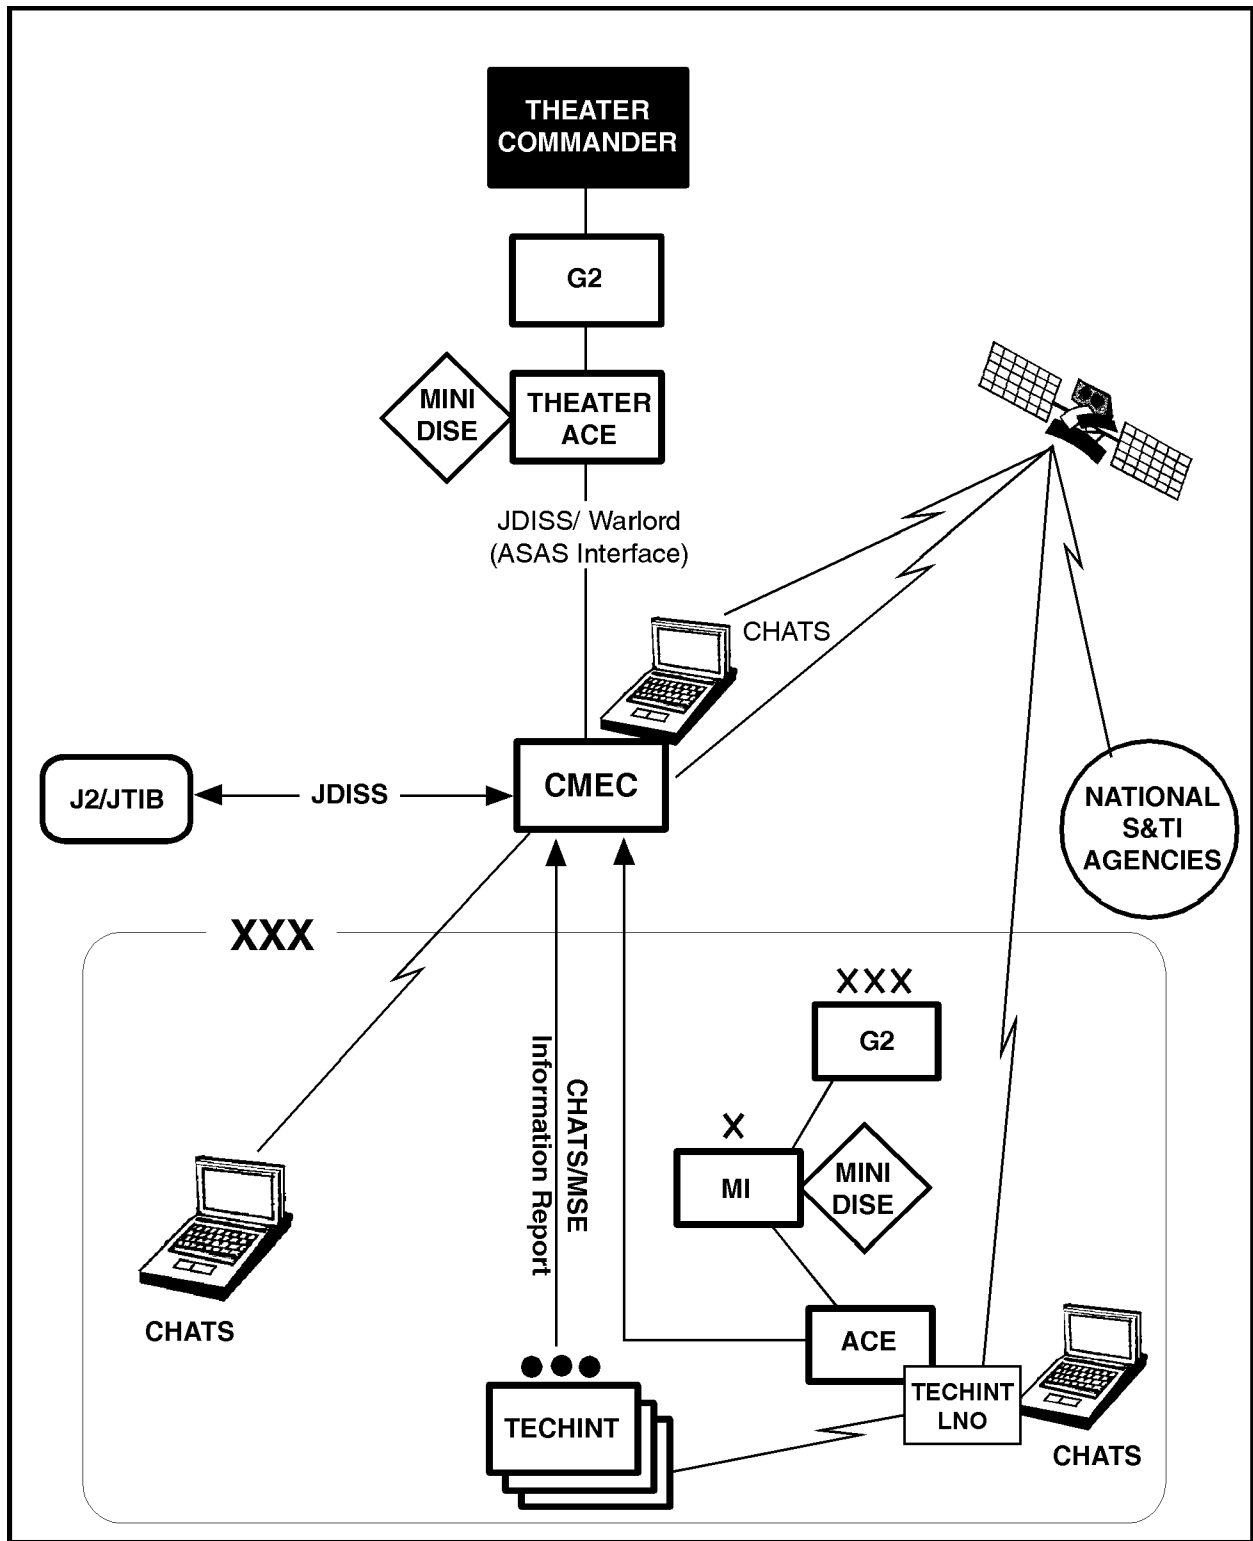 THEATER
COMMANDER
G2
MINI
DISE
THEATER
ACE
JDISS/ Warlord
(ASAS Interface)
CHATS
CMEC
J2/JTIB
JDISS
NATIONAL
S&TI
AGENCIES
XXX
XXX
G2
CHATS/MSE
Information Report
X
MI
MINI
DISE
CHATS
ACE
TECHINT
LNO
TECHINT
CHATS